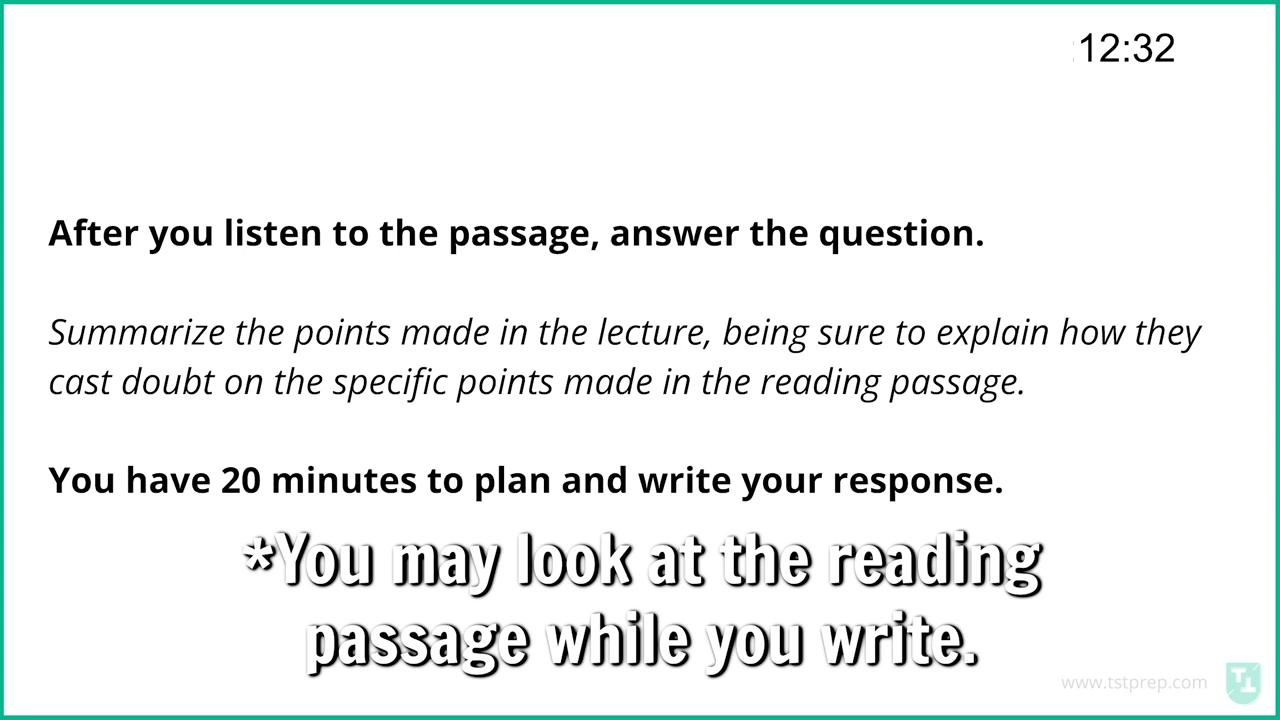 12:32
After you listen to the passage, answer the question.
Summarize the points made in the lecture, being sure to explain how they
cast doubt on the specific points made in the reading passage.
You have 20 minutes to plan and write your response.
*You may look at the reading
passage while you write.
www.tstprep.com